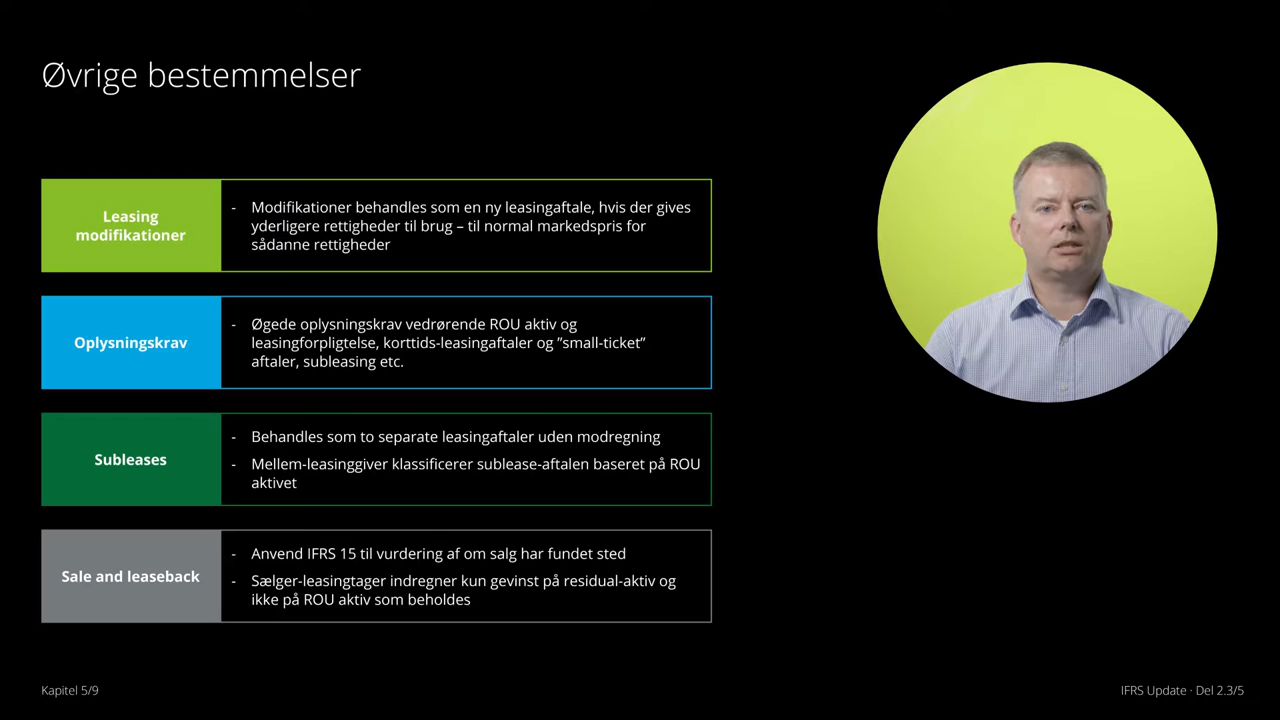 Øvrige bestemmelser
Leasing
modifikationer
- Modifikationer behandles som en ny leasingaftale, hvis der gives
yderligere rettigheder til brug – til normal markedspris for
sådanne rettigheder
Oplysningskrav
- Øgede oplysningskrav vedrørende ROU aktiv og
leasingforpligtelse, korttids-leasingaftaler og ”small-ticket”
aftaler, subleasing etc.
Subleases
- Behandles som to separate leasingaftaler uden modregning
- Mellem-leasinggiver klassificerer sublease-aftalen baseret på ROU
aktivet
Sale and leaseback
- Anvend IFRS 15 til vurdering af om salg har fundet sted
- Sælger-leasingtager indregner kun gevinst på residual-aktiv og
ikke på ROU aktiv som beholdes
Kapitel 5/9
IFRS Update · Del 2.3/5